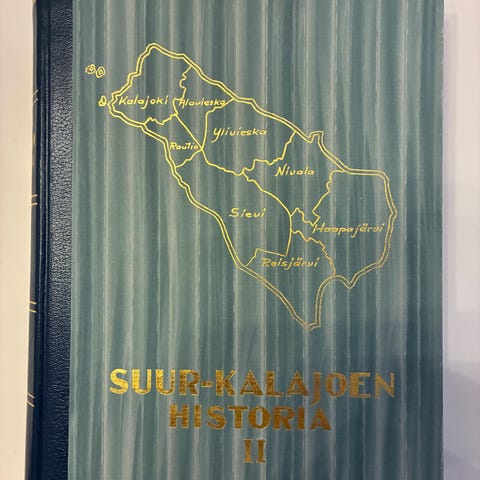 Kalajoki
Alavieska
Ylivieska
Rautio
Nivala
Sievi
Haapajärvi
Reisjärvi
SUUR-KALAJOEN
HISTORIA
II